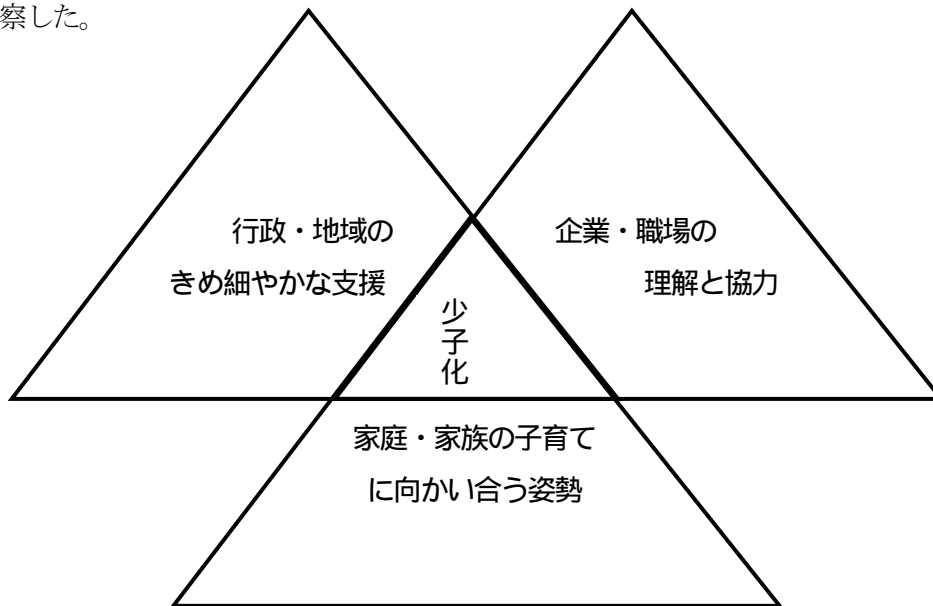 察した。
行政・地域の
きめ細やかな支援
企業・職場の
理解と協力
少子化
家庭・家族の子育て
に向かい合う姿勢